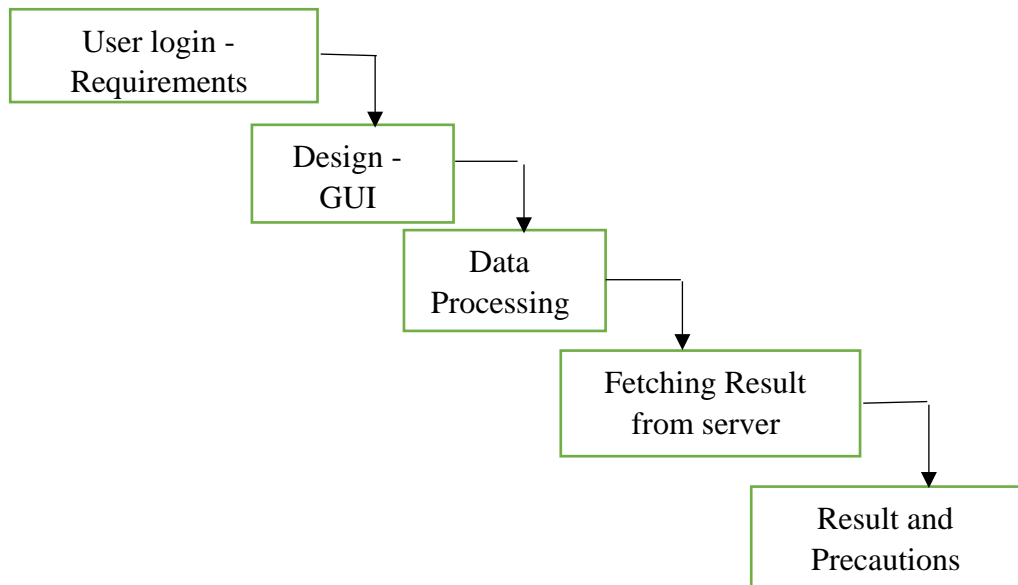 User login -
Requirements
Design -
GUI
Data
Processing
Fetching Result
from server
Result and
Precautions